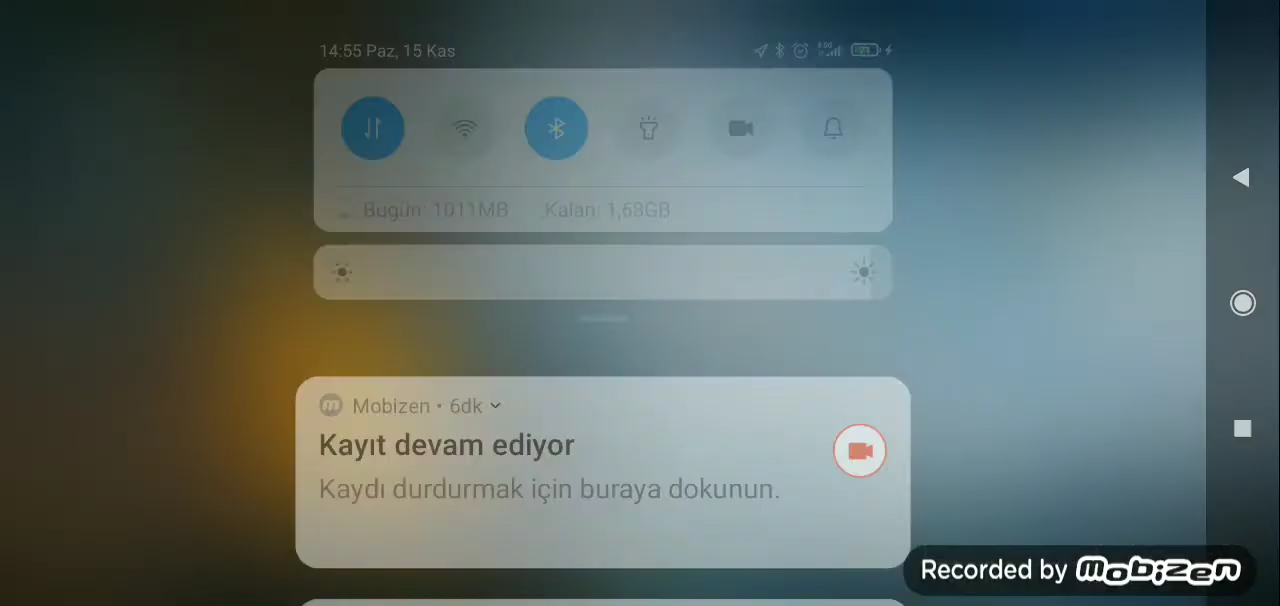 14:55 Paz, 15 Kas
Bugün: 1011MB Kalan: 1,68GB
Mobizen • 6dk
Kayıt devam ediyor
Kaydı durdurmak için buraya dokunun.
Recorded by mobizen